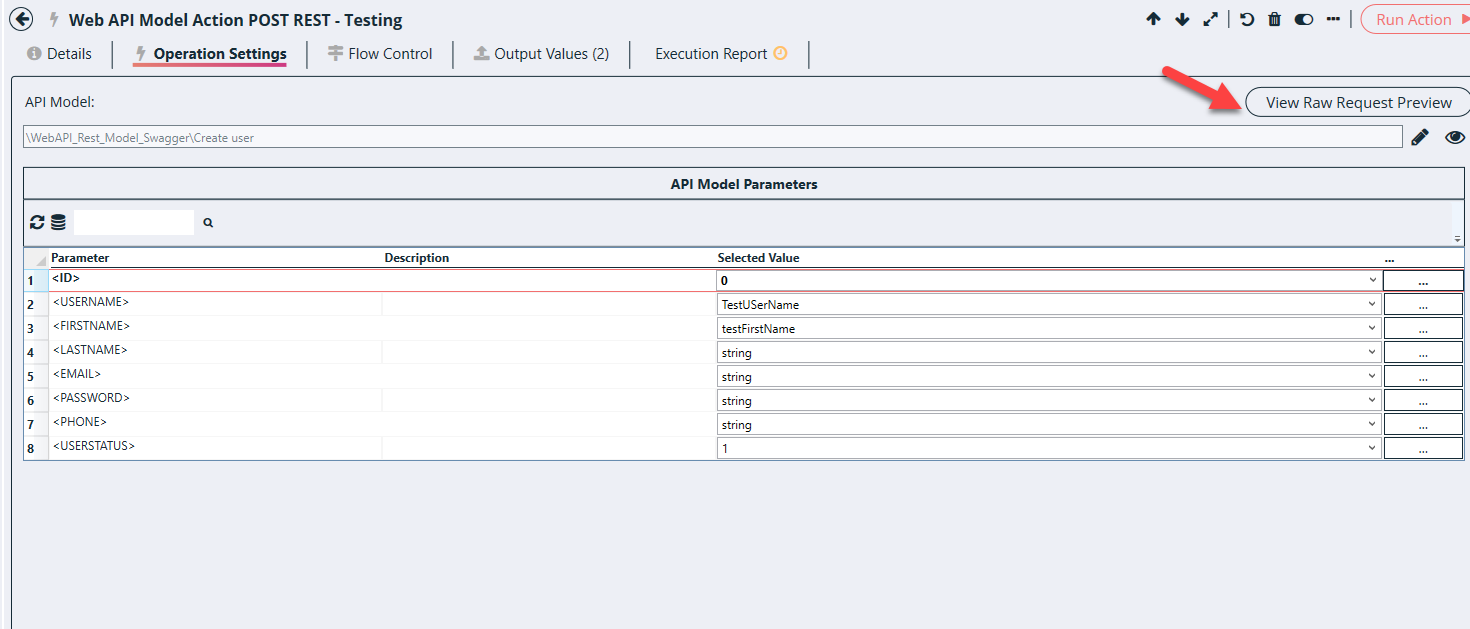 Web API Model Action POST REST - Testing
Run Action
Details
Operation Settings
Flow Control
Output Values (2)
Execution Report
API Model:
View Raw Request Preview
\WebAPI_Rest_Model_Swagger\Create user
API Model Parameters
Parameter Description Selected Value ...
1 <ID> 0 ...
2 <USERNAME> TestUSerName ...
3 <FIRSTNAME> testFirstName ...
4 <LASTNAME> string ...
5 <EMAIL> string ...
6 <PASSWORD> string ...
7 <PHONE> string ...
8 <USERSTATUS> 1 ...